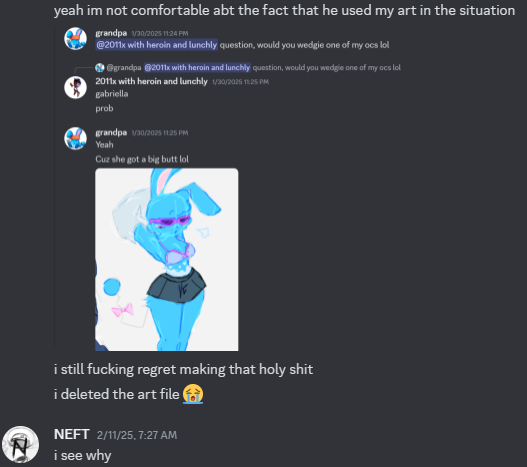 yeah im not comfortable abt the fact that he used my art in the situation
grandpa 1/30/2025 11:24 PM
@2011x with heroin and lunchly question, would you wedgie one of my ocs lol
@grandpa @2011x with heroin and lunchly question, would you wedgie one of my ocs lol
2011x with heroin and lunchly 1/30/2025 11:25 PM
gabriella
prob
grandpa 1/30/2025 11:25 PM
Yeah
Cuz she got a big butt lol
i still fucking regret making that holy shit
i deleted the art file 😭
NEFT 2/11/25, 7:27 AM
i see why